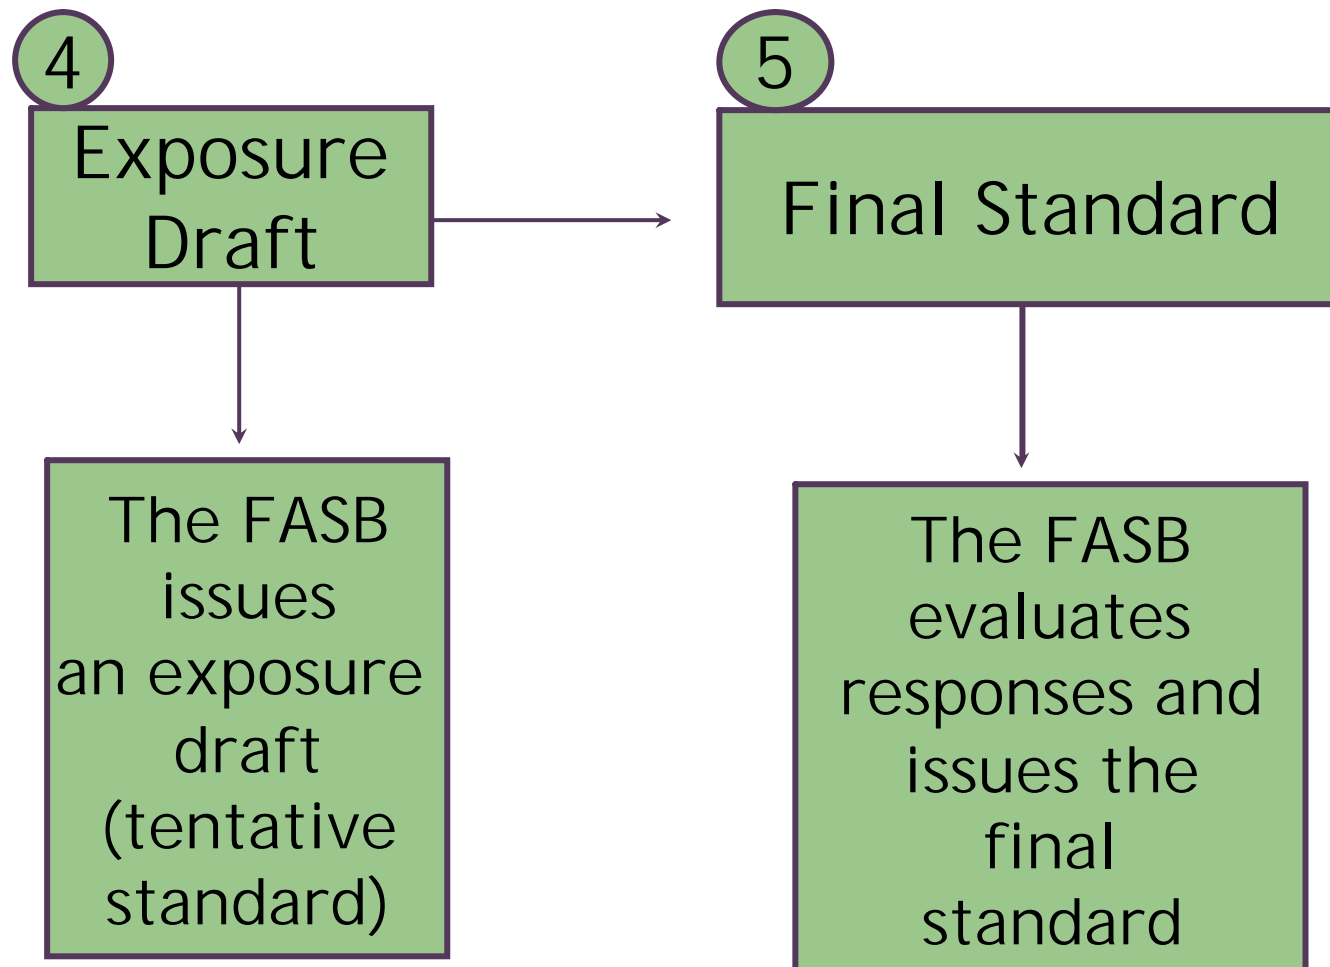 4
Exposure
Draft
5
Final Standard
The FASB
issues
an exposure
draft
(tentative
standard)
The FASB
evaluates
responses and
issues the
final
standard